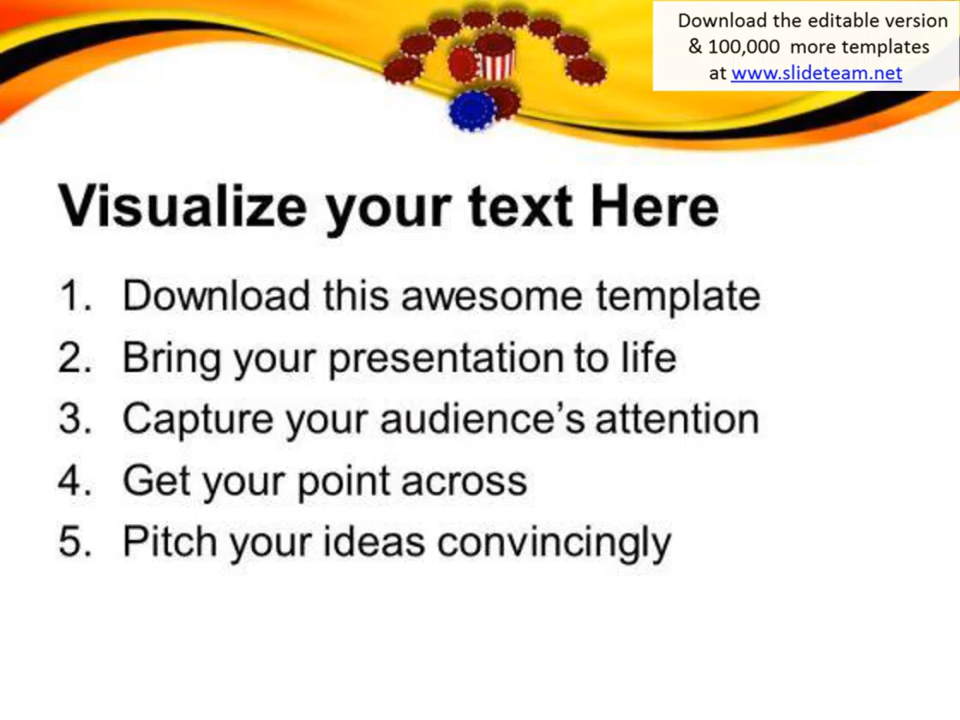 Download the editable version
& 100,000 more templates
at www.slideteam.net
Visualize your text Here
1. Download this awesome template
2. Bring your presentation to life
3. Capture your audience’s attention
4. Get your point across
5. Pitch your ideas convincingly